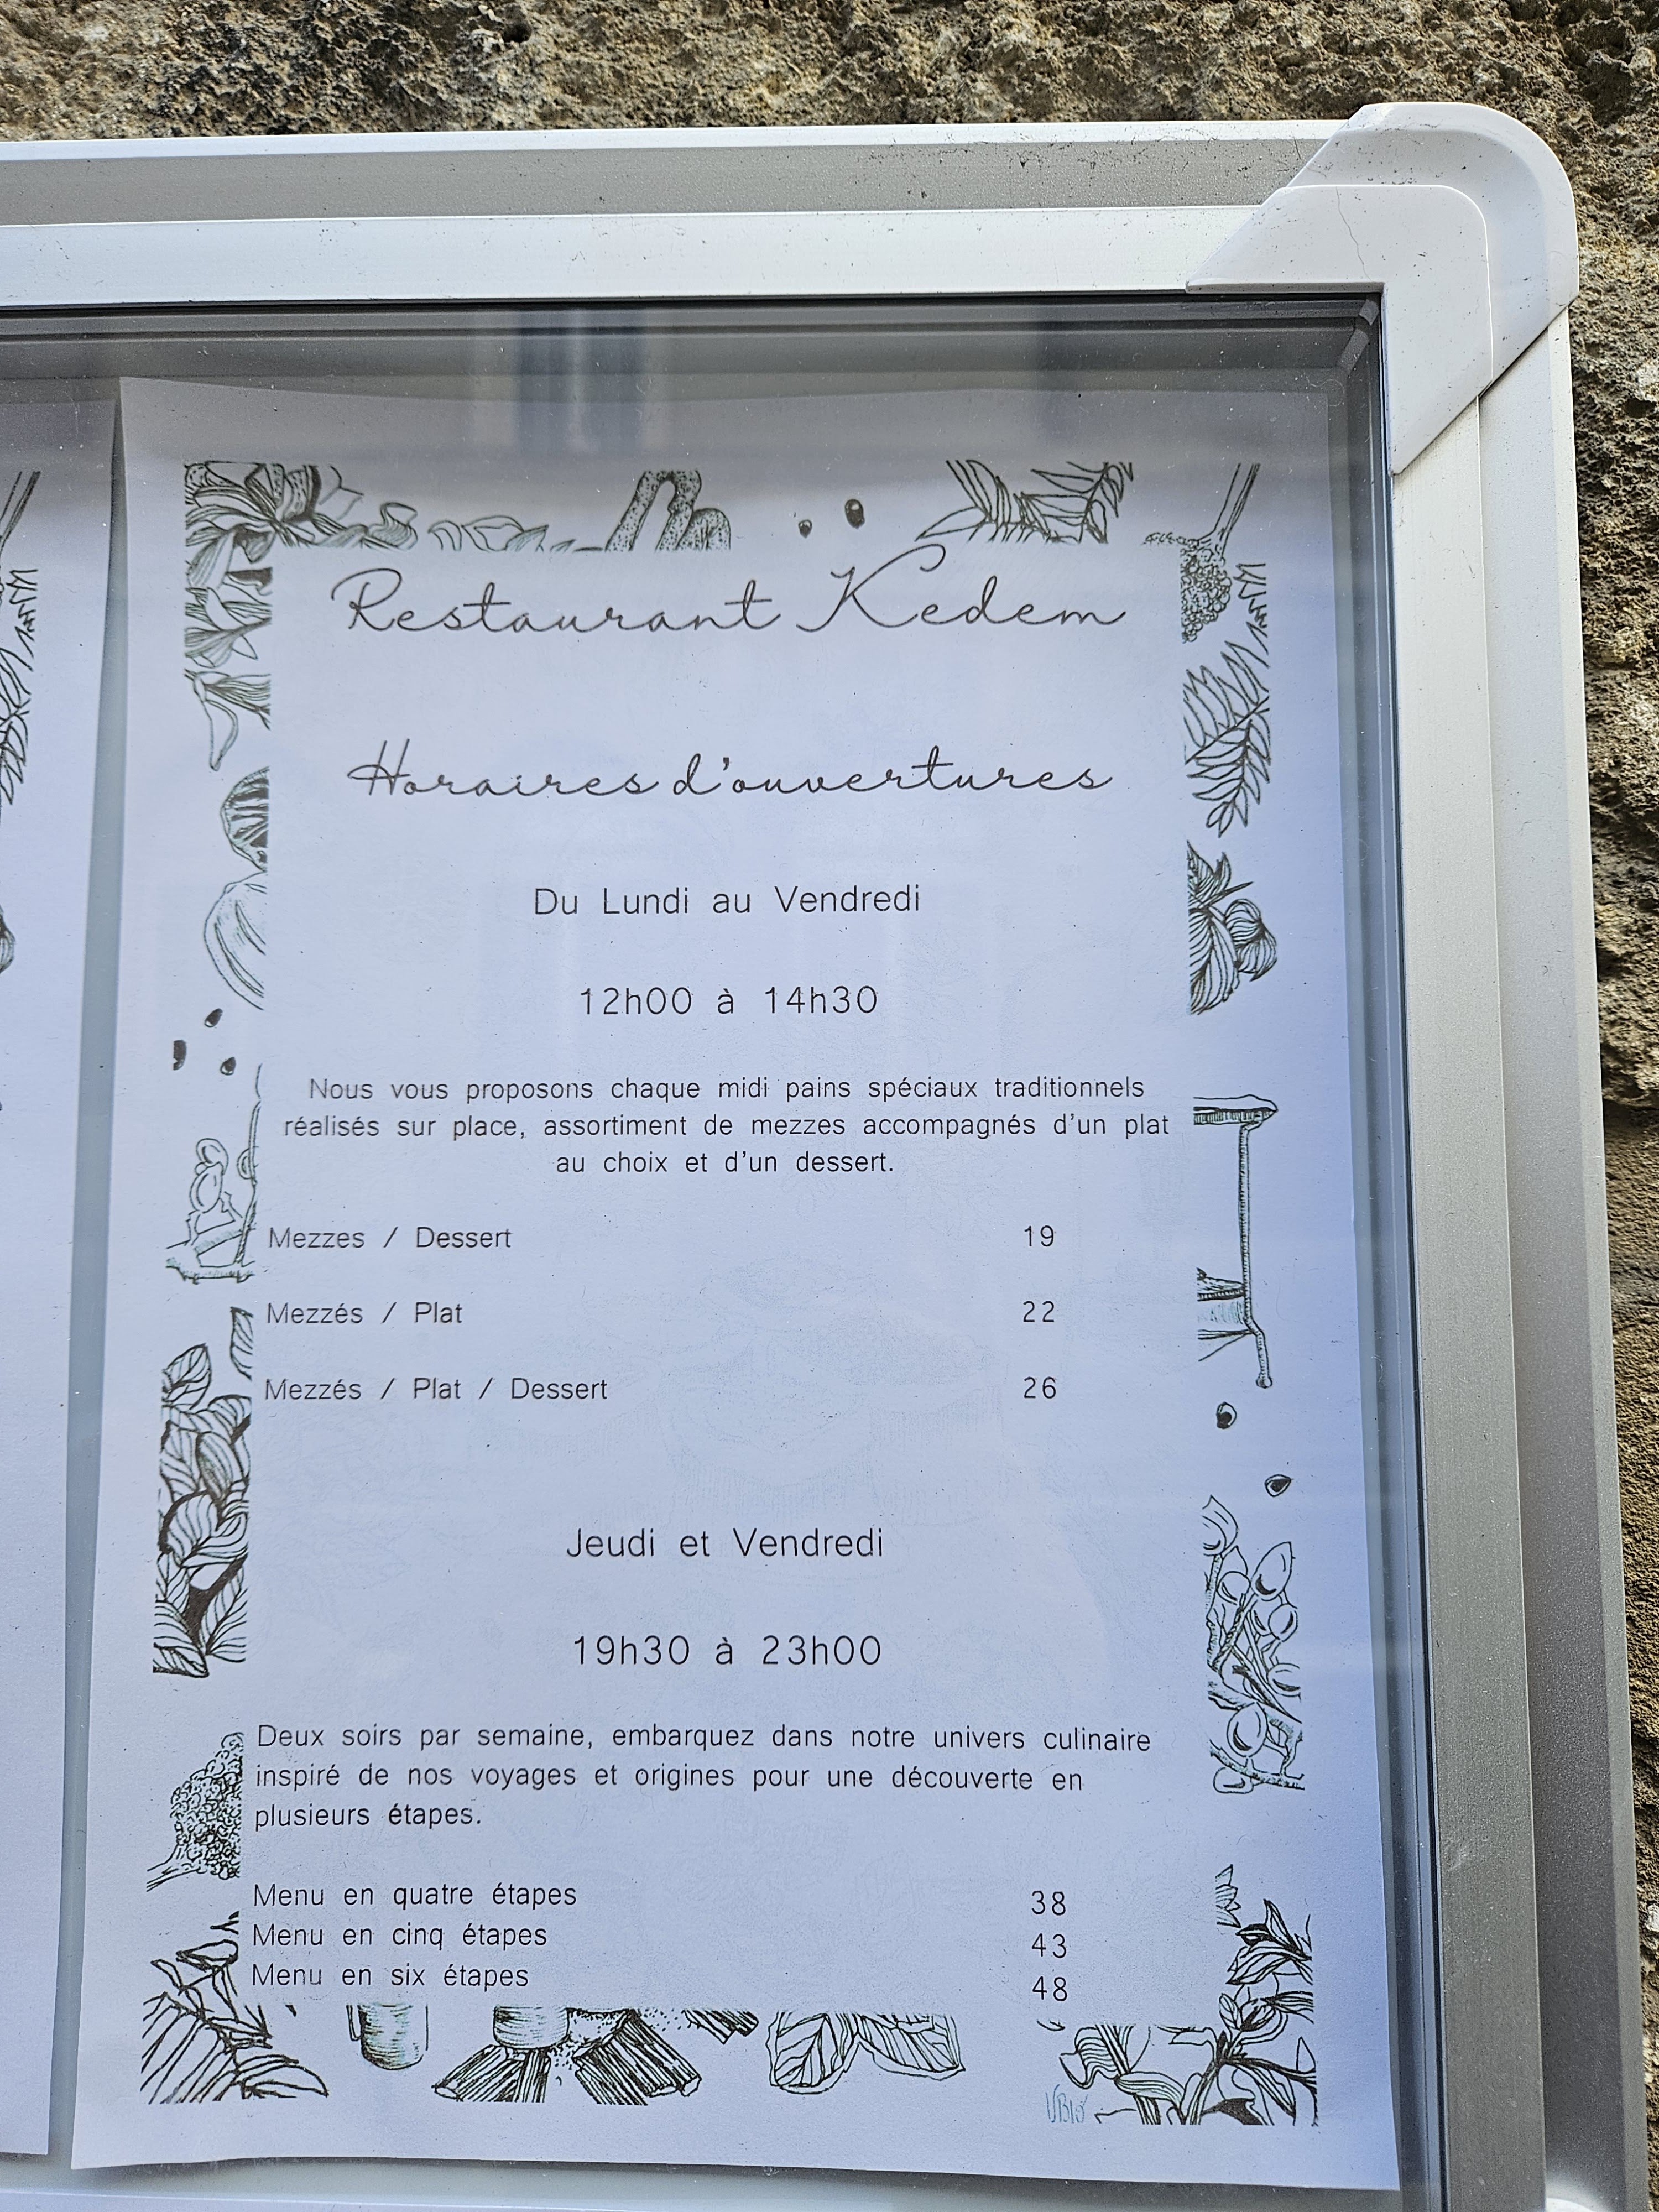 Restaurant Kedem
Horaires d'ouvertures
Du Lundi au Vendredi
12h00 à 14h30
Nous vous proposons chaque midi pains spéciaux traditionnels
réalisés sur place, assortiment de mezzes accompagnés d'un plat
au choix et d'un dessert.
Mezzes / Dessert 19
Mezzés / Plat 22
Mezzés / Plat / Dessert 26
Jeudi et Vendredi
19h30 à 23h00
Deux soirs par semaine, embarquez dans notre univers culinaire
inspiré de nos voyages et origines pour une découverte en
plusieurs étapes.
Menu en quatre étapes 38
Menu en cinq étapes 43
Menu en six étapes 48